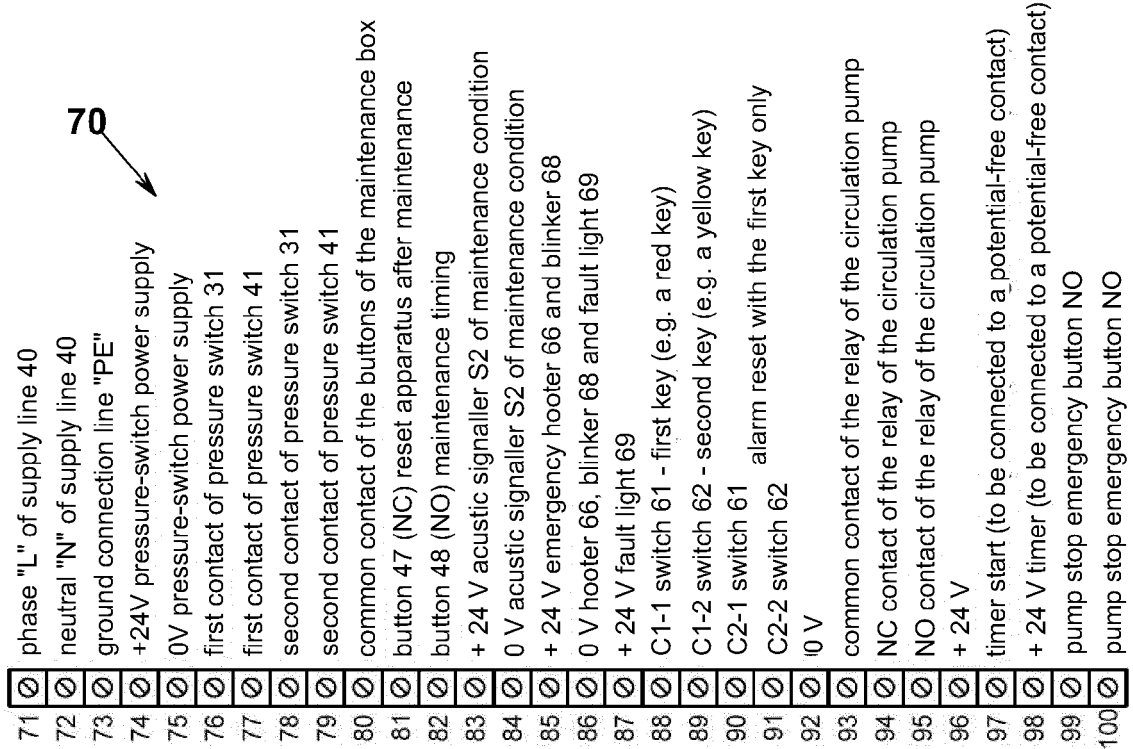 70
71 phase "L" of supply line 40
72 neutral "N" of supply line 40
73 ground connection line "PE"
74 +24V pressure-switch power supply
75 0V pressure-switch power supply
76 first contact of pressure switch 31
77 first contact of pressure switch 41
78 second contact of pressure switch 31
79 second contact of pressure switch 41
80 common contact of the buttons of the maintenance box
81 button 47 (NC) reset apparatus after maintenance
82 button 48 (NO) maintenance timing
83 + 24 V acustic signaller S2 of maintenance condition
84 0 V acustic signaller S2 of maintenance condition
85 + 24 V emergency hooter 66 and blinker 68
86 0 V hooter 66, blinker 68 and fault light 69
87 + 24 V fault light 69
88 C1-1 switch 61 - first key (e.g. a red key)
89 C1-2 switch 62 - second key (e.g. a yellow key)
90 C2-1 switch 61
alarm reset with the first key only
91 C2-2 switch 62
92 I0 V
93 common contact of the relay of the circulation pump
94 NC contact of the relay of the circulation pump
95 NO contact of the relay of the circulation pump
96 + 24 V
97 timer start (to be connected to a potential-free contact)
98 + 24 V timer (to be connected to a potential-free contact)
99 pump stop emergency button NO
100 pump stop emergency button NO